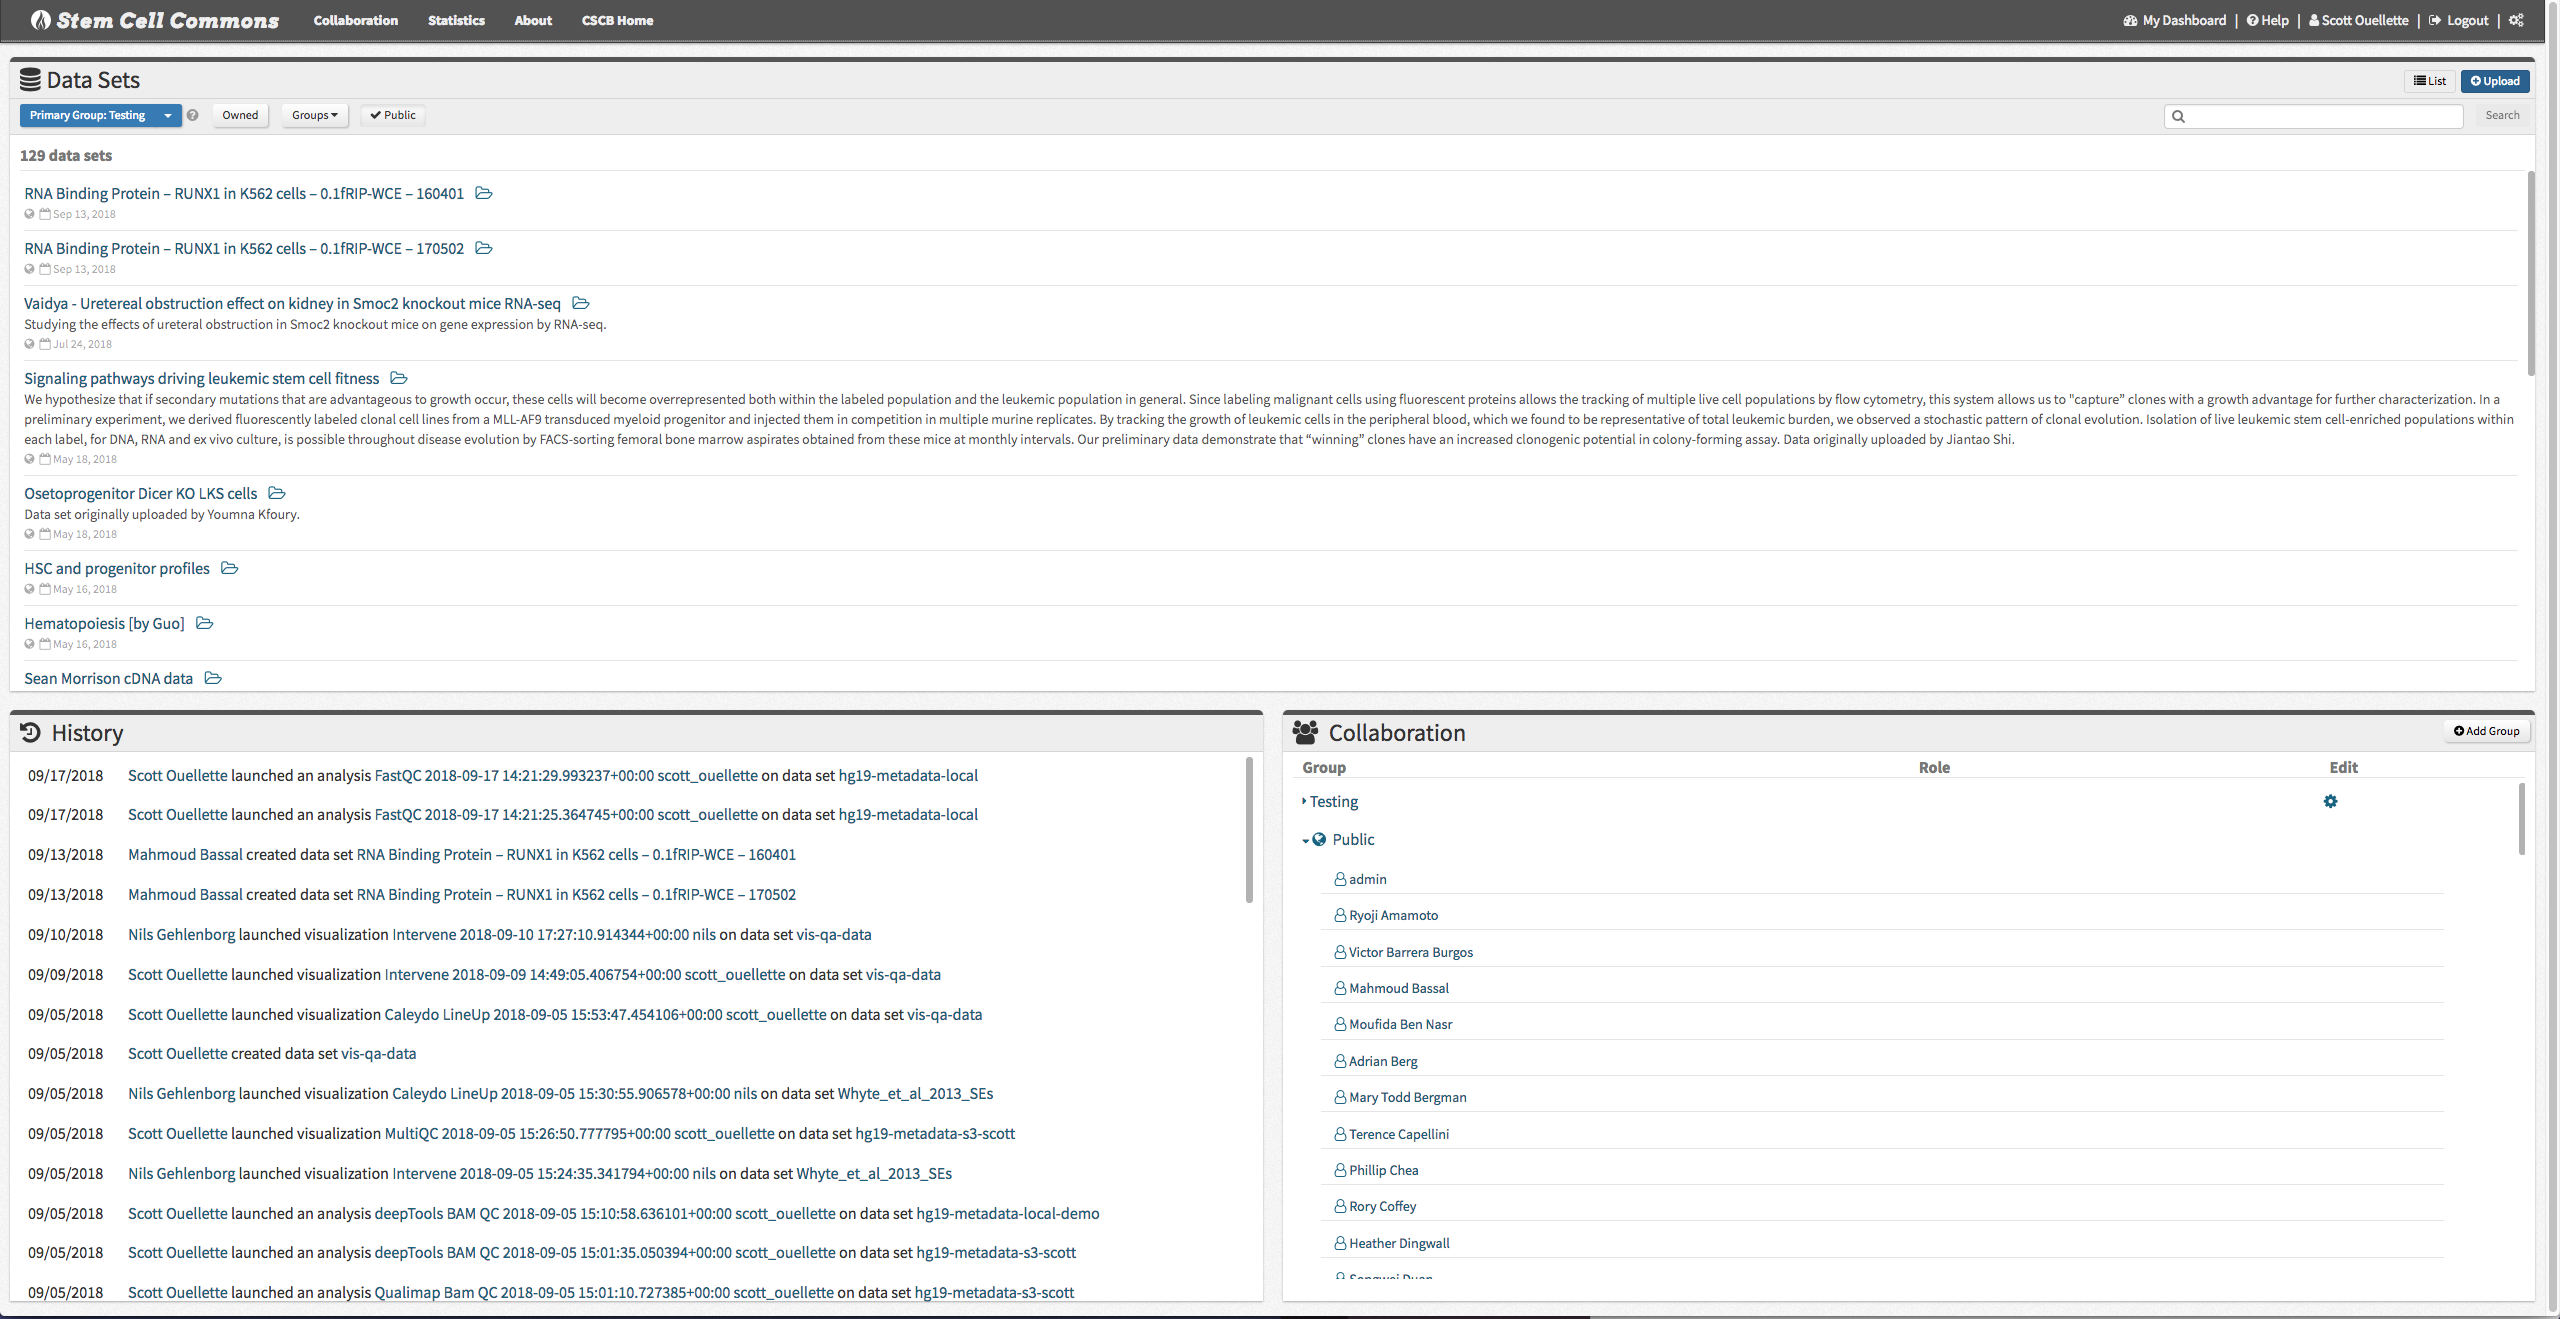 Stem Cell Commons Collaboration Statistics About CSCB Home My Dashboard | Help | Scott Ouellette | Logout |
Data Sets List Upload
Primary Group: Testing Owned Groups Public Search
129 data sets
RNA Binding Protein – RUNX1 in K562 cells – 0.1fRIP-WCE – 160401
Sep 13, 2018
RNA Binding Protein – RUNX1 in K562 cells – 0.1fRIP-WCE – 170502
Sep 13, 2018
Vaidya - Uretereal obstruction effect on kidney in Smoc2 knockout mice RNA-seq
Studying the effects of ureteral obstruction in Smoc2 knockout mice on gene expression by RNA-seq.
Jul 24, 2018
Signaling pathways driving leukemic stem cell fitness
We hypothesize that if secondary mutations that are advantageous to growth occur, these cells will become overrepresented both within the labeled population and the leukemic population in general. Since labeling malignant cells using fluorescent proteins allows the tracking of multiple live cell populations by flow cytometry, this system allows us to "capture” clones with a growth advantage for further characterization. In a
preliminary experiment, we derived fluorescently labeled clonal cell lines from a MLL-AF9 transduced myeloid progenitor and injected them in competition in multiple murine replicates. By tracking the growth of leukemic cells in the peripheral blood, which we found to be representative of total leukemic burden, we observed a stochastic pattern of clonal evolution. Isolation of live leukemic stem cell-enriched populations within
each label, for DNA, RNA and ex vivo culture, is possible throughout disease evolution by FACS-sorting femoral bone marrow aspirates obtained from these mice at monthly intervals. Our preliminary data demonstrate that “winning” clones have an increased clonogenic potential in colony-forming assay. Data originally uploaded by Jiantao Shi.
May 18, 2018
Osetoprogenitor Dicer KO LKS cells
Data set originally uploaded by Youmna Kfoury.
May 18, 2018
HSC and progenitor profiles
May 16, 2018
Hematopoiesis [by Guo]
May 16, 2018
Sean Morrison cDNA data
History
09/17/2018 Scott Ouellette launched an analysis FastQC 2018-09-17 14:21:29.993237+00:00 scott_ouellette on data set hg19-metadata-local
09/17/2018 Scott Ouellette launched an analysis FastQC 2018-09-17 14:21:25.364745+00:00 scott_ouellette on data set hg19-metadata-local
09/13/2018 Mahmoud Bassal created data set RNA Binding Protein – RUNX1 in K562 cells – 0.1fRIP-WCE – 160401
09/13/2018 Mahmoud Bassal created data set RNA Binding Protein – RUNX1 in K562 cells – 0.1fRIP-WCE – 170502
09/10/2018 Nils Gehlenborg launched visualization Intervene 2018-09-10 17:27:10.914344+00:00 nils on data set vis-qa-data
09/09/2018 Scott Ouellette launched visualization Intervene 2018-09-09 14:49:05.406754+00:00 scott_ouellette on data set vis-qa-data
09/05/2018 Scott Ouellette launched visualization Caleydo LineUp 2018-09-05 15:53:47.454106+00:00 scott_ouellette on data set vis-qa-data
09/05/2018 Scott Ouellette created data set vis-qa-data
09/05/2018 Nils Gehlenborg launched visualization Caleydo LineUp 2018-09-05 15:30:55.906578+00:00 nils on data set Whyte_et_al_2013_SEs
09/05/2018 Scott Ouellette launched visualization MultiQC 2018-09-05 15:26:50.777795+00:00 scott_ouellette on data set hg19-metadata-s3-scott
09/05/2018 Nils Gehlenborg launched visualization Intervene 2018-09-05 15:24:35.341794+00:00 nils on data set Whyte_et_al_2013_SEs
09/05/2018 Scott Ouellette launched an analysis deepTools BAM QC 2018-09-05 15:10:58.636101+00:00 scott_ouellette on data set hg19-metadata-local-demo
09/05/2018 Scott Ouellette launched an analysis deepTools BAM QC 2018-09-05 15:01:35.050394+00:00 scott_ouellette on data set hg19-metadata-s3-scott
09/05/2018 Scott Ouellette launched an analysis Qualimap Bam QC 2018-09-05 15:01:10.727385+00:00 scott_ouellette on data set hg19-metadata-s3-scott
Collaboration Add Group
Group Role Edit
Testing
Public
admin
Ryoji Amamoto
Victor Barrera Burgos
Mahmoud Bassal
Moufida Ben Nasr
Adrian Berg
Mary Todd Bergman
Terence Capellini
Phillip Chea
Rory Coffey
Heather Dingwall